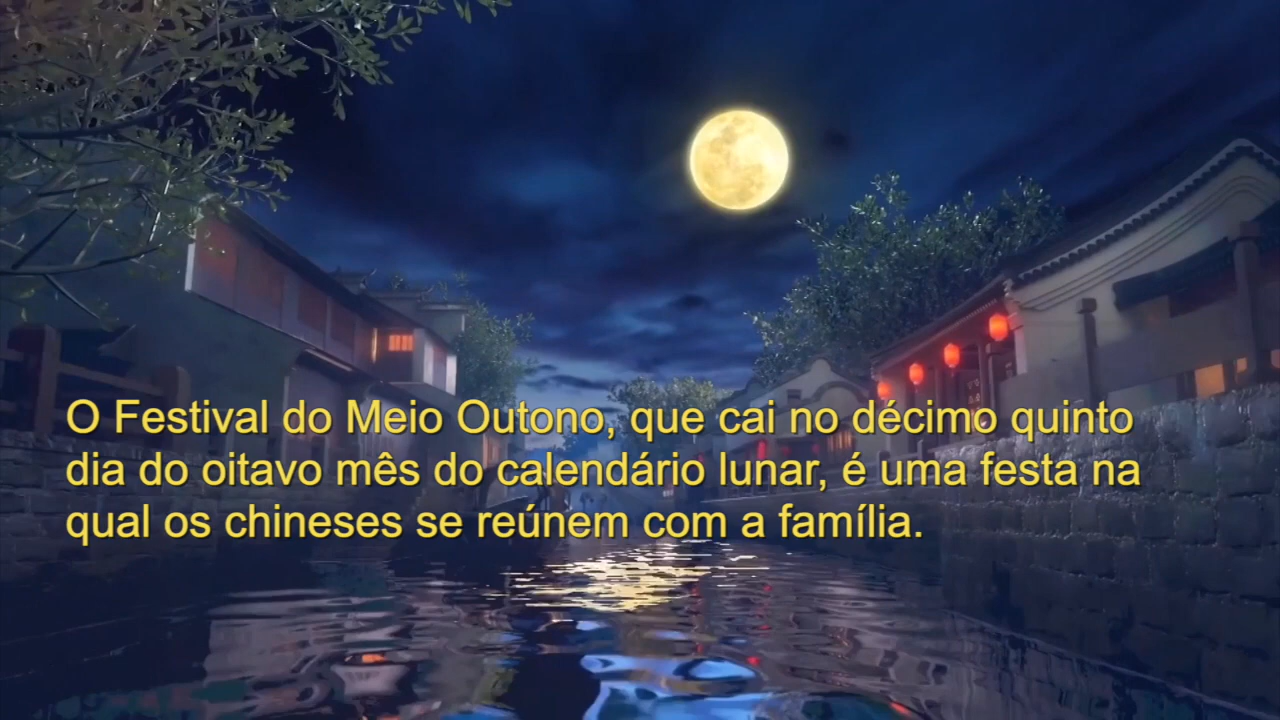 O Festival do Meio Outono, que cai no décimo quinto
dia do oitavo mês do calendário lunar, é uma festa na
qual os chineses se reúnem com a família.